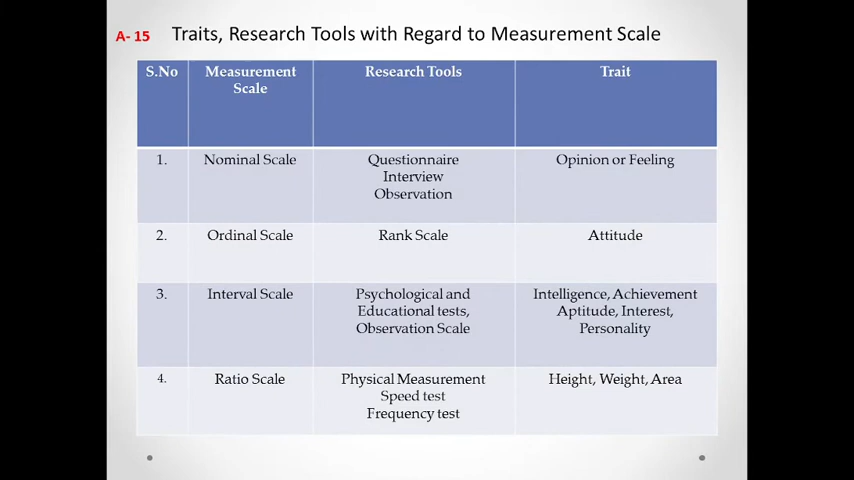 A- 15 Traits, Research Tools with Regard to Measurement Scale
S.No Measurement Scale Research Tools Trait
1. Nominal Scale Questionnaire Opinion or Feeling
Interview
Observation
2. Ordinal Scale Rank Scale Attitude
3. Interval Scale Psychological and Intelligence, Achievement
Educational tests, Aptitude, Interest,
Observation Scale Personality
4. Ratio Scale Physical Measurement Height, Weight, Area
Speed test
Frequency test